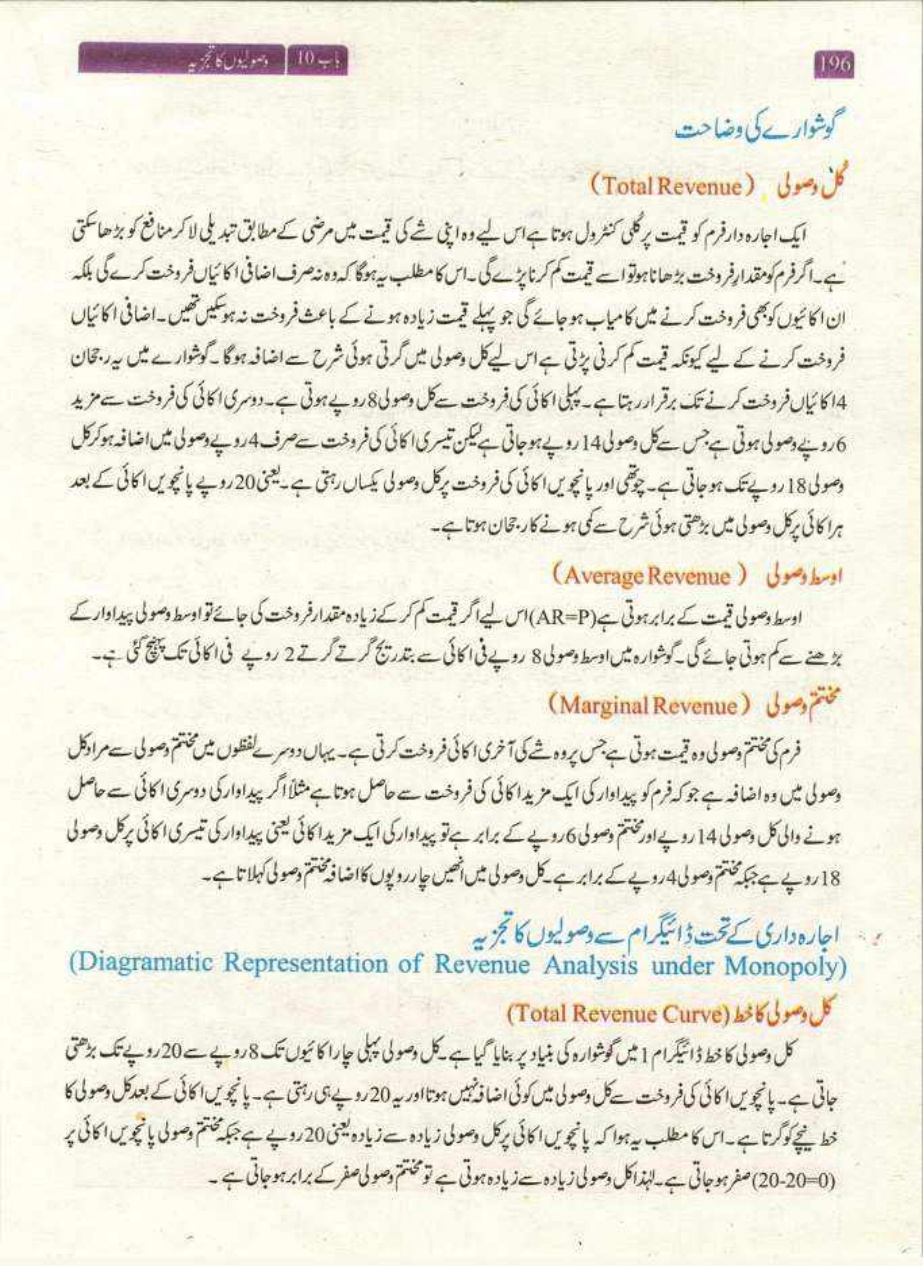 196
باب 10 وصولیوں کا تجزیہ
گوشوارے کی وضاحت
کُل وصولی (Total Revenue)
ایک اجارہ دار فرم کو قیمت پر کلی کنٹرول ہوتا ہے اس لیے وہ اپنی شے کی قیمت میں مرضی کے مطابق تبدیلی لا کر منافع کو بڑھا سکتی
ہے۔ اگر فرم کو مقدارِ فروخت بڑھانا ہو تو اسے قیمت کم کرنا پڑے گی۔ اس کا مطلب یہ ہوگا کہ وہ نہ صرف اضافی اکائیاں فروخت کرے گی بلکہ
ان اکائیوں کو بھی فروخت کرنے میں کامیاب ہو جائے گی جو پہلے قیمت زیادہ ہونے کے باعث فروخت نہ ہو سکیں تھیں۔ اضافی اکائیاں
فروخت کرنے کے لیے کیونکہ قیمت کم کرنی پڑتی ہے اس لیے کل وصولی میں گرتی ہوئی شرح سے اضافہ ہوگا۔ گوشوارے میں یہ رجحان
4 اکائیاں فروخت کرنے تک برقرار رہتا ہے۔ پہلی اکائی کی فروخت سے کل وصولی 8 روپے ہوتی ہے۔ دوسری اکائی کی فروخت سے مزید
6 روپے وصولی ہوتی ہے جس سے کل وصولی 14 روپے ہو جاتی ہے لیکن تیسری اکائی کی فروخت سے صرف 4 روپے وصولی میں اضافہ ہو کر کل
وصولی 18 روپے تک ہو جاتی ہے۔ چوتھی اور پانچویں اکائی کی فروخت پر کل وصولی یکساں رہتی ہے۔ یعنی 20 روپے پانچویں اکائی کے بعد
ہر اکائی پر کل وصولی میں بڑھتی ہوئی شرح سے کمی ہونے کا رجحان ہوتا ہے۔
اوسط وصولی (Average Revenue)
اوسط وصولی قیمت کے برابر ہوتی ہے (AR=P) اس لیے اگر قیمت کم کر کے زیادہ مقدار فروخت کی جائے تو اوسط وصولی پیداوار کے
بڑھنے سے کم ہوتی جائے گی۔ گوشوارہ میں اوسط وصولی 8 روپے فی اکائی سے بتدریج گرتے گرتے 2 روپے فی اکائی تک پہنچ گئی ہے۔
مختتم وصولی (Marginal Revenue)
فرم کی مختتم وصولی وہ قیمت ہوتی ہے جس پر وہ شے کی آخری اکائی فروخت کرتی ہے۔ یہاں دوسرے لفظوں میں مختتم وصولی سے مراد کل
وصولی میں وہ اضافہ ہے جو کہ فرم کو پیداوار کی ایک مزید اکائی کی فروخت سے حاصل ہوتا ہے مثلاً اگر پیداوار کی دوسری اکائی سے حاصل
ہونے والی کل وصولی 14 روپے اور مختتم وصولی 6 روپے کے برابر ہے تو پیداوار کی ایک مزید اکائی یعنی پیداوار کی تیسری اکائی پر کل وصولی
18 روپے ہے جبکہ مختتم وصولی 4 روپے کے برابر ہے۔ کل وصولی میں انھیں چار روپوں کا اضافہ مختتم وصولی کہلاتا ہے۔
اجارہ داری کے تحت ڈائیگرام سے وصولیوں کا تجزیہ
(Diagramatic Representation of Revenue Analysis under Monopoly)
کل وصولی کا خط (Total Revenue Curve)
کل وصولی کا خط ڈائیگرام 1 میں گوشوارہ کی بنیاد پر بنایا گیا ہے۔ کل وصولی پہلی چار اکائیوں تک 8 روپے سے 20 روپے تک بڑھتی
جاتی ہے۔ پانچویں اکائی کی فروخت سے کل وصولی میں کوئی اضافہ نہیں ہوتا اور یہ 20 روپے ہی رہتی ہے۔ پانچویں اکائی کے بعد کل وصولی کا
خط نیچے کو گرتا ہے۔ اس کا مطلب یہ ہوا کہ پانچویں اکائی پر کل وصولی زیادہ سے زیادہ یعنی 20 روپے ہے جبکہ مختتم وصولی پانچویں اکائی پر
(20-20=0) صفر ہو جاتی ہے۔ لہٰذا کل وصولی زیادہ سے زیادہ ہوتی ہے تو مختتم وصولی صفر کے برابر ہو جاتی ہے۔